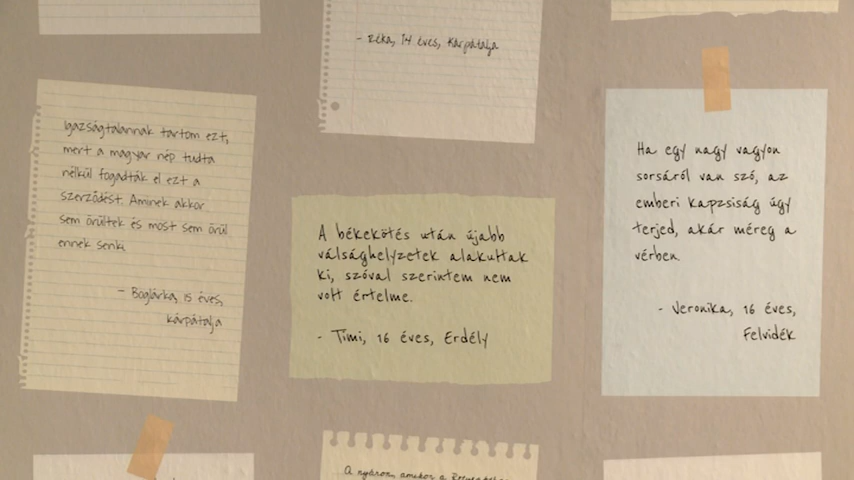 - Réka, 14 éves, Kárpátalja
Igazságtalannak tartom ezt,
mert a magyar nép tudta
nélkül fogadták el ezt a
szerződést. Aminek akkor
sem örültek és most sem örül
ennek senki.
- Boglárka, 15 éves,
kárpátalja
A békekötés után újabb
válsághelyzetek alakultak
ki, szóval szerintem nem
volt értelme.
- Timi, 16 éves, Erdély
Ha egy nagy vagyon
sorsáról van szó, az
emberi kapzsiság úgy
terjed, akár méreg a
vérben.
- Veronika, 16 éves,
Felvidék
A nyáron, amikor a